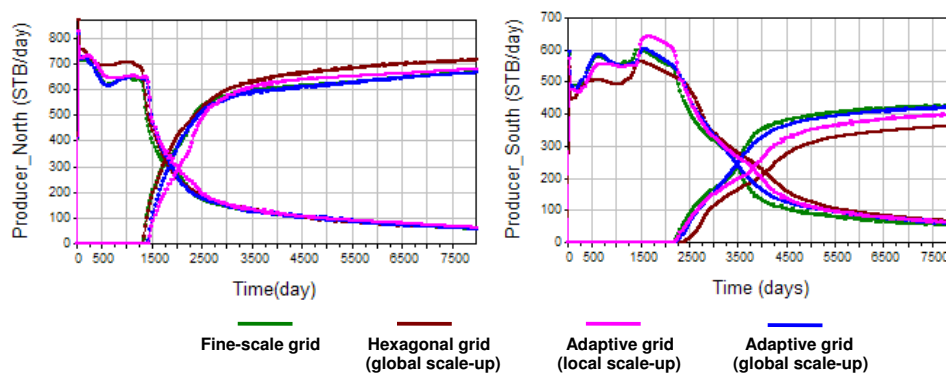 Producer_North (STB/day)
800
700
600
500
400
300
200
100
0
0 500 1500 2500 3500 4500 5500 6500 7500
Time(day)
Producer_South (STB/day)
700
600
500
400
300
200
100
0
0 500 1500 2500 3500 4500 5500 6500 7500
Time (days)
Fine-scale grid
Hexagonal grid
(global scale-up)
Adaptive grid
(local scale-up)
Adaptive grid
(global scale-up)